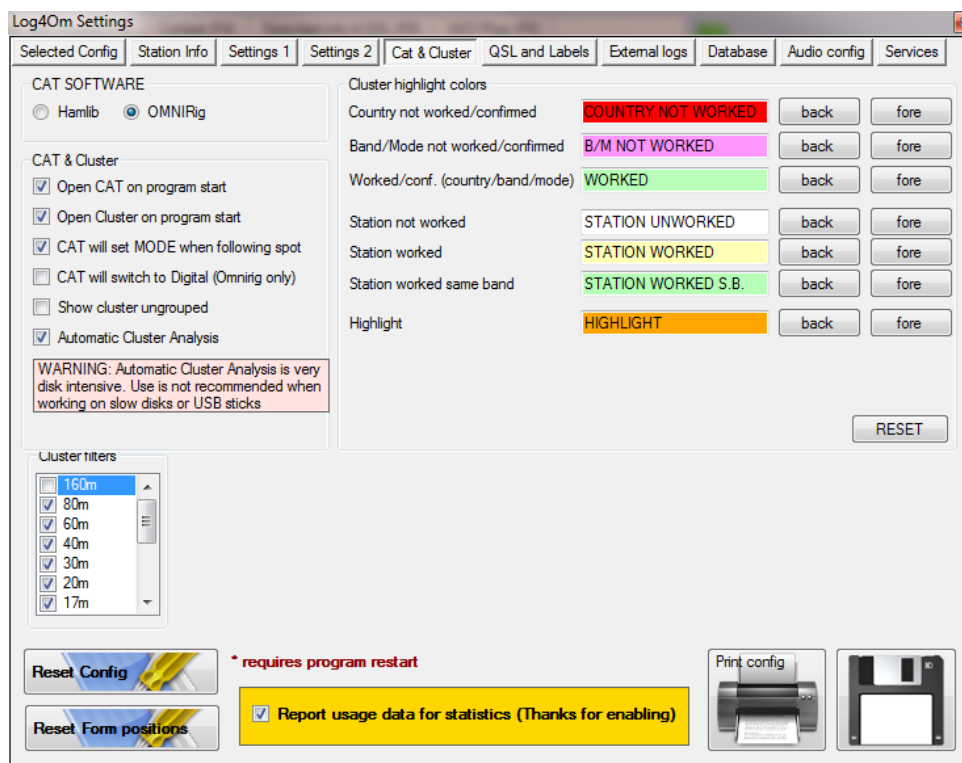 Log4Om Settings
Selected Config Station Info Settings 1 Settings 2 Cat & Cluster QSL and Labels External logs Database Audio config Services
CAT SOFTWARE
Hamlib OMNIRig
CAT & Cluster
Open CAT on program start
Open Cluster on program start
CAT will set MODE when following spot
CAT will switch to Digital (Omnirig only)
Show cluster ungrouped
Automatic Cluster Analysis
WARNING: Automatic Cluster Analysis is very
disk intensive. Use is not recommended when
working on slow disks or USB sticks
Cluster highlight colors
Country not worked/confirmed COUNTRY NOT WORKED back fore
Band/Mode not worked/confirmed B/M NOT WORKED back fore
Worked/conf. (country/band/mode) WORKED back fore
Station not worked STATION UNWORKED back fore
Station worked STATION WORKED back fore
Station worked same band STATION WORKED S.B. back fore
Highlight HIGHLIGHT back fore
RESET
Cluster filters
160m
80m
60m
40m
30m
20m
17m
Reset Config
Reset Form positions
* requires program restart
Report usage data for statistics (Thanks for enabling)
Print config